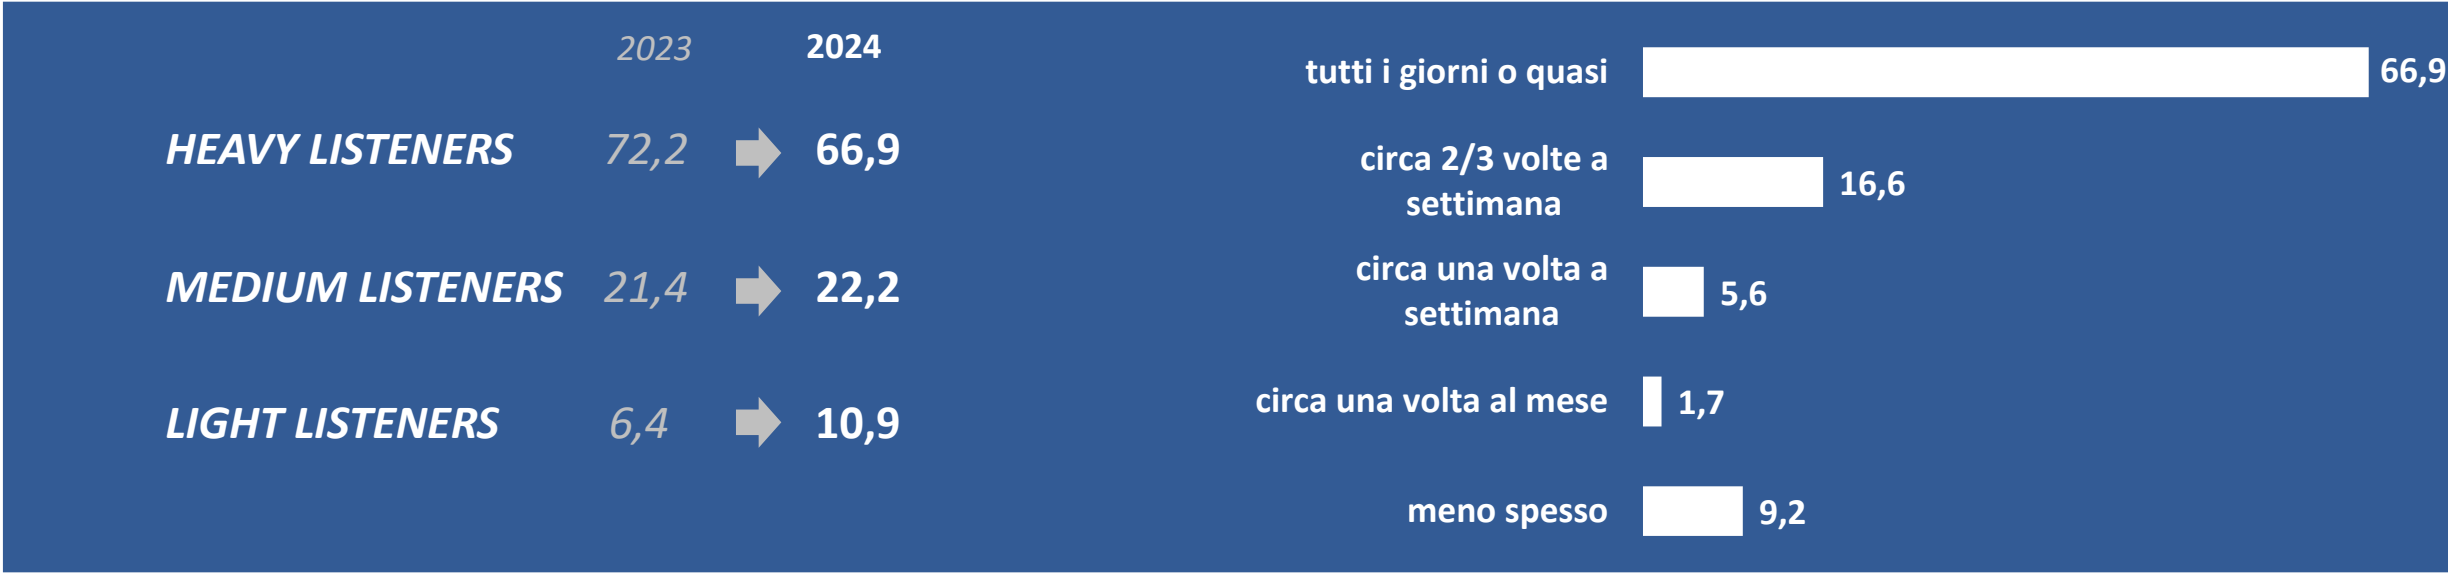 2023 2024
HEAVY LISTENERS 72,2 66,9
MEDIUM LISTENERS 21,4 22,2
LIGHT LISTENERS 6,4 10,9
tutti i giorni o quasi 66,9
circa 2/3 volte a
settimana 16,6
circa una volta a
settimana 5,6
circa una volta al mese 1,7
meno spesso 9,2